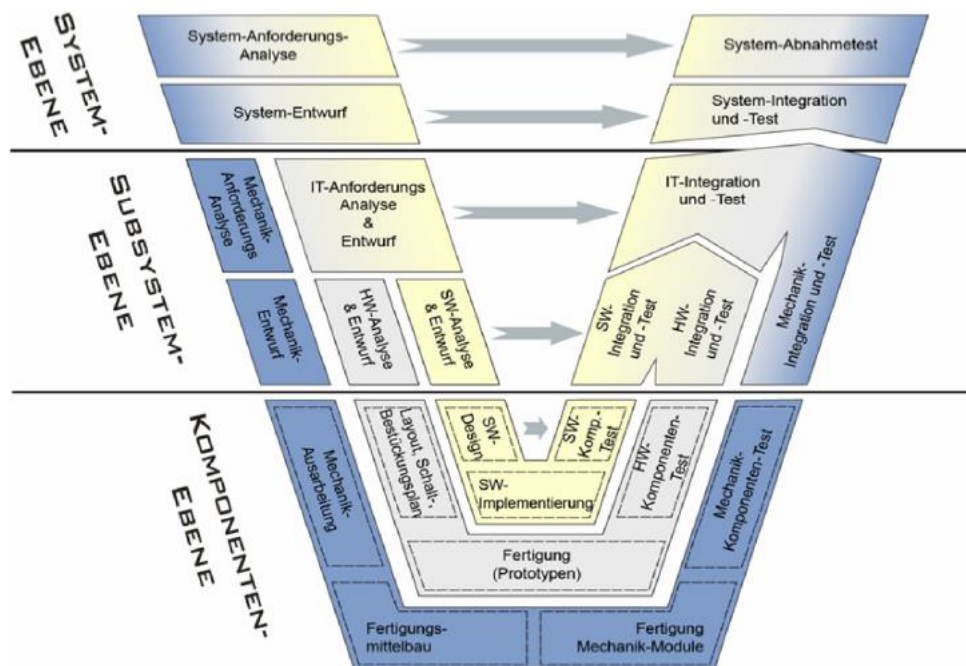 SYSTEM-
EBENE
System-Anforderungs-
Analyse
System-Abnahmetest
System-Entwurf
System-Integration
und -Test
SUBSYSTEM-
EBENE
Mechanik-
Anforderungs
Analyse
IT-Anforderungs
Analyse
&
Entwurf
IT-Integration
und -Test
Mechanik-
Entwurf
HW-Analyse
& Entwurf
SW-Analyse
& Entwurf
SW-
Integration
und -Test
HW-
Integration
und -Test
Mechanik-
Integration und -Test
KOMPONENTEN-
EBENE
Mechanik-
Ausarbeitung
Layout, Schalt-,
Bestückungsplan
SW-
Design
SW-
Komp.-
Test
HW-
Komponenten-
Test
Mechanik-
Komponenten-Test
SW-
Implementierung
Fertigung
(Prototypen)
Fertigungs-
mittelbau
Fertigung
Mechanik-Module